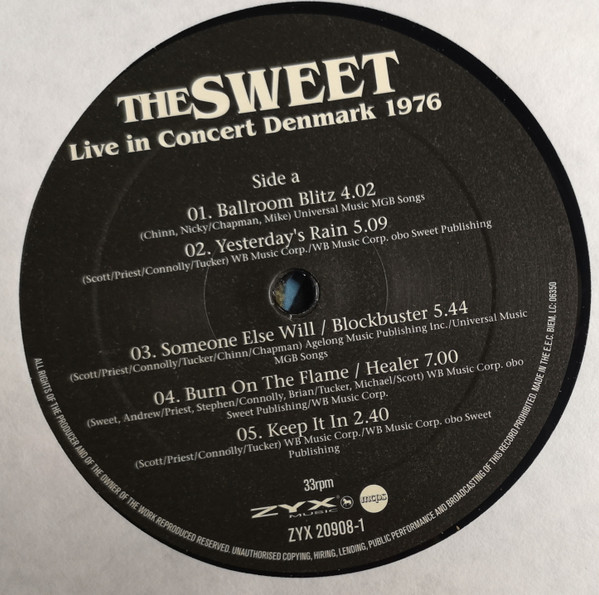 THE SWEET
Live in Concert Denmark 1976
Side a
01. Ballroom Blitz 4.02
(Chinn, Nicky/Chapman, Mike) Universal Music MGB Songs
02. Yesterday's Rain 5.09
(Scott/Priest/Connolly/Tucker) WB Music Corp./WB Music Corp. obo Sweet Publishing
03. Someone Else Will / Blockbuster 5.44
(Scott/Priest/Connolly/Tucker/Chinn/Chapman) Agelong Music Publishing Inc./Universal Music
MGB Songs
04. Burn On The Flame / Healer 7.00
(Sweet, Andrew/Priest, Stephen/Connolly, Brian/Tucker, Michael/Scott) WB Music Corp. obo
Sweet Publishing/WB Music Corp.
05. Keep It In 2.40
(Scott/Priest/Connolly/Tucker) WB Music Corp./WB Music Corp. obo Sweet
Publishing
33rpm
ZYX MUSIC mcps
ZYX 20908-1
ALL RIGHTS OF THE PRODUCER AND OF THE OWNER OF THE WORK REPRODUCED RESERVED. UNAUTHORISED COPYING, HIRING, LENDING, PUBLIC PERFORMANCE AND BROADCASTING OF THIS RECORD PROHIBITED. MADE IN THE E.E.C. BIEM. LC: 06350